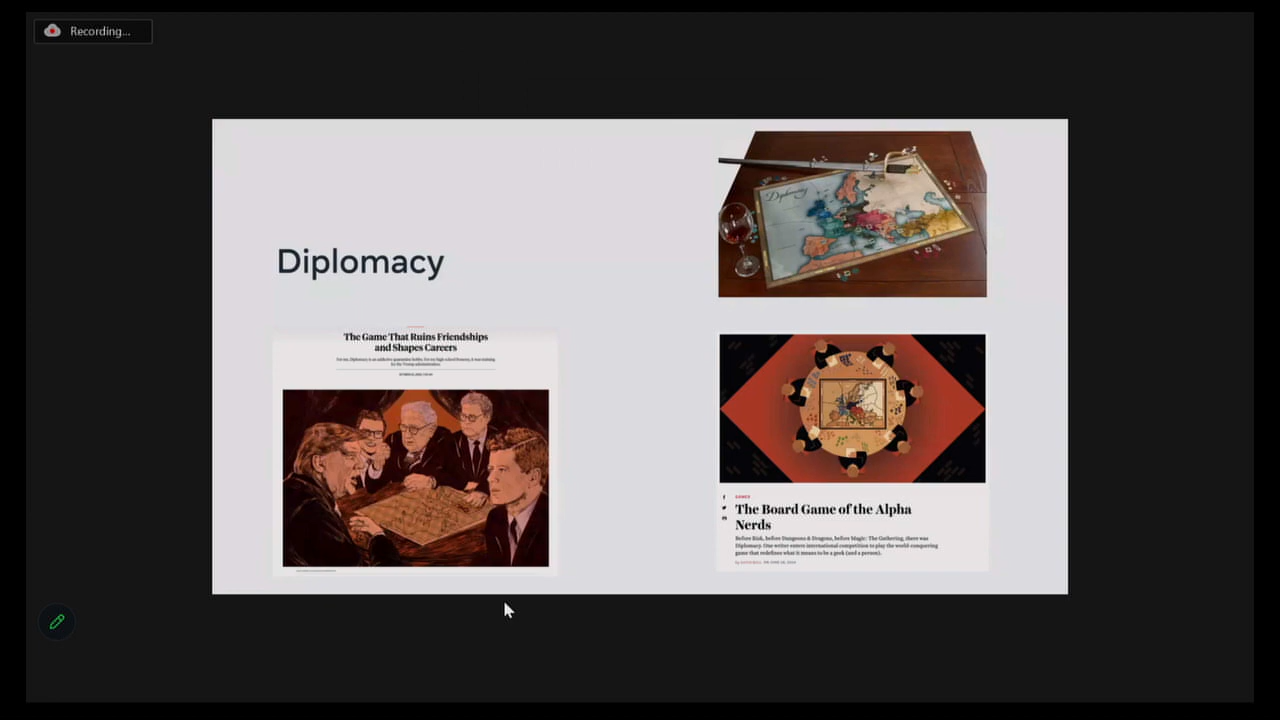 Recording...
Diplomacy
Diplomacy
The Game That Ruins Friendships
and Shapes Careers
GAMES
The Board Game of the Alpha
Nerds
Before Risk, before Dungeons & Dragons, before Magic: The Gathering, there was
Diplomacy. One writer enters international competition to play the world-conquering
game that redefines what it means to be a geek (and a person).